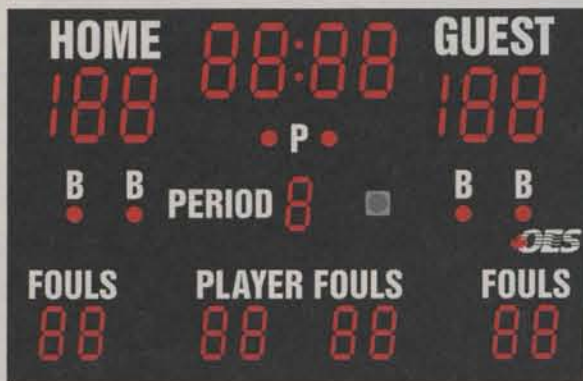 HOME 88:88 GUEST
188 188
P
B B B B
PERIOD 8
OES
FOULS PLAYER FOULS FOULS
88 88 88 88